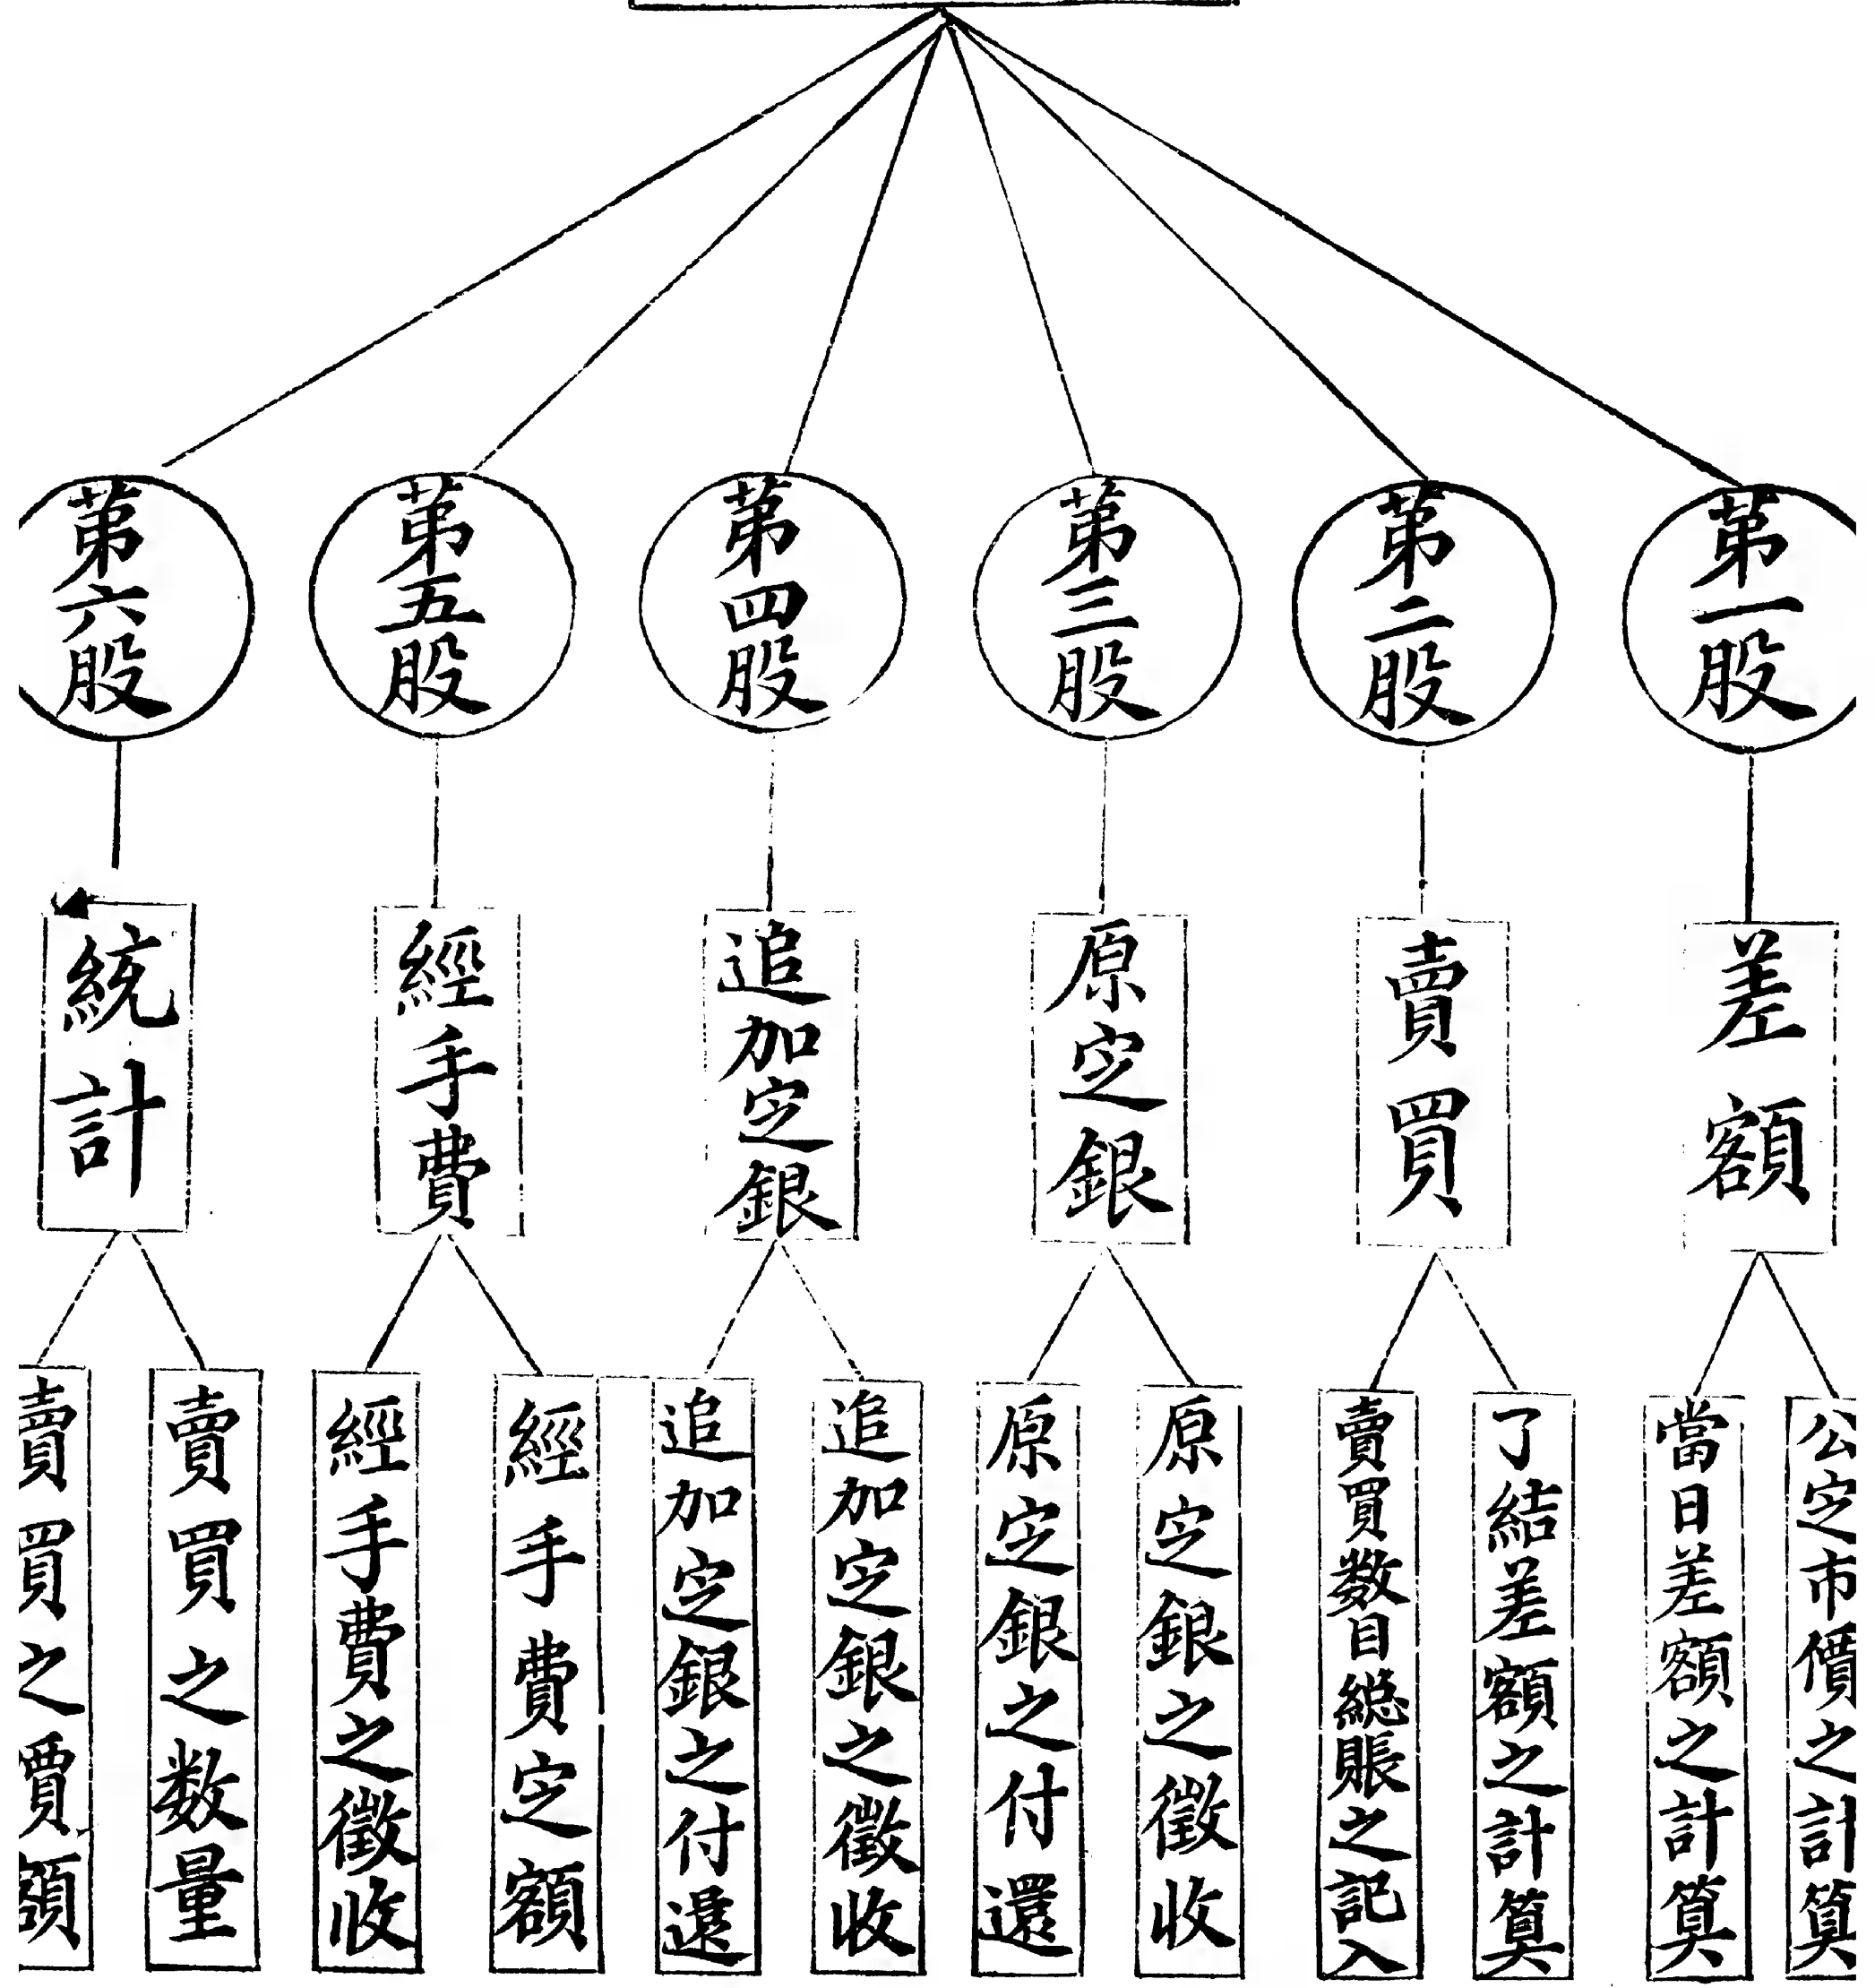 第一股
第二股
第三股
第四股
第五股
第六股
差額
賣買
原定銀
追加定銀
經手費
統計
公定市價之計算
當日差額之計算
了結差額之計算
賣買数目総賬之記入
原定銀之徵收
原定銀之付還
追加定銀之徵收
追加定銀之付還
經手費定額
經手費之徵收
賣買之数量
賣買之價額